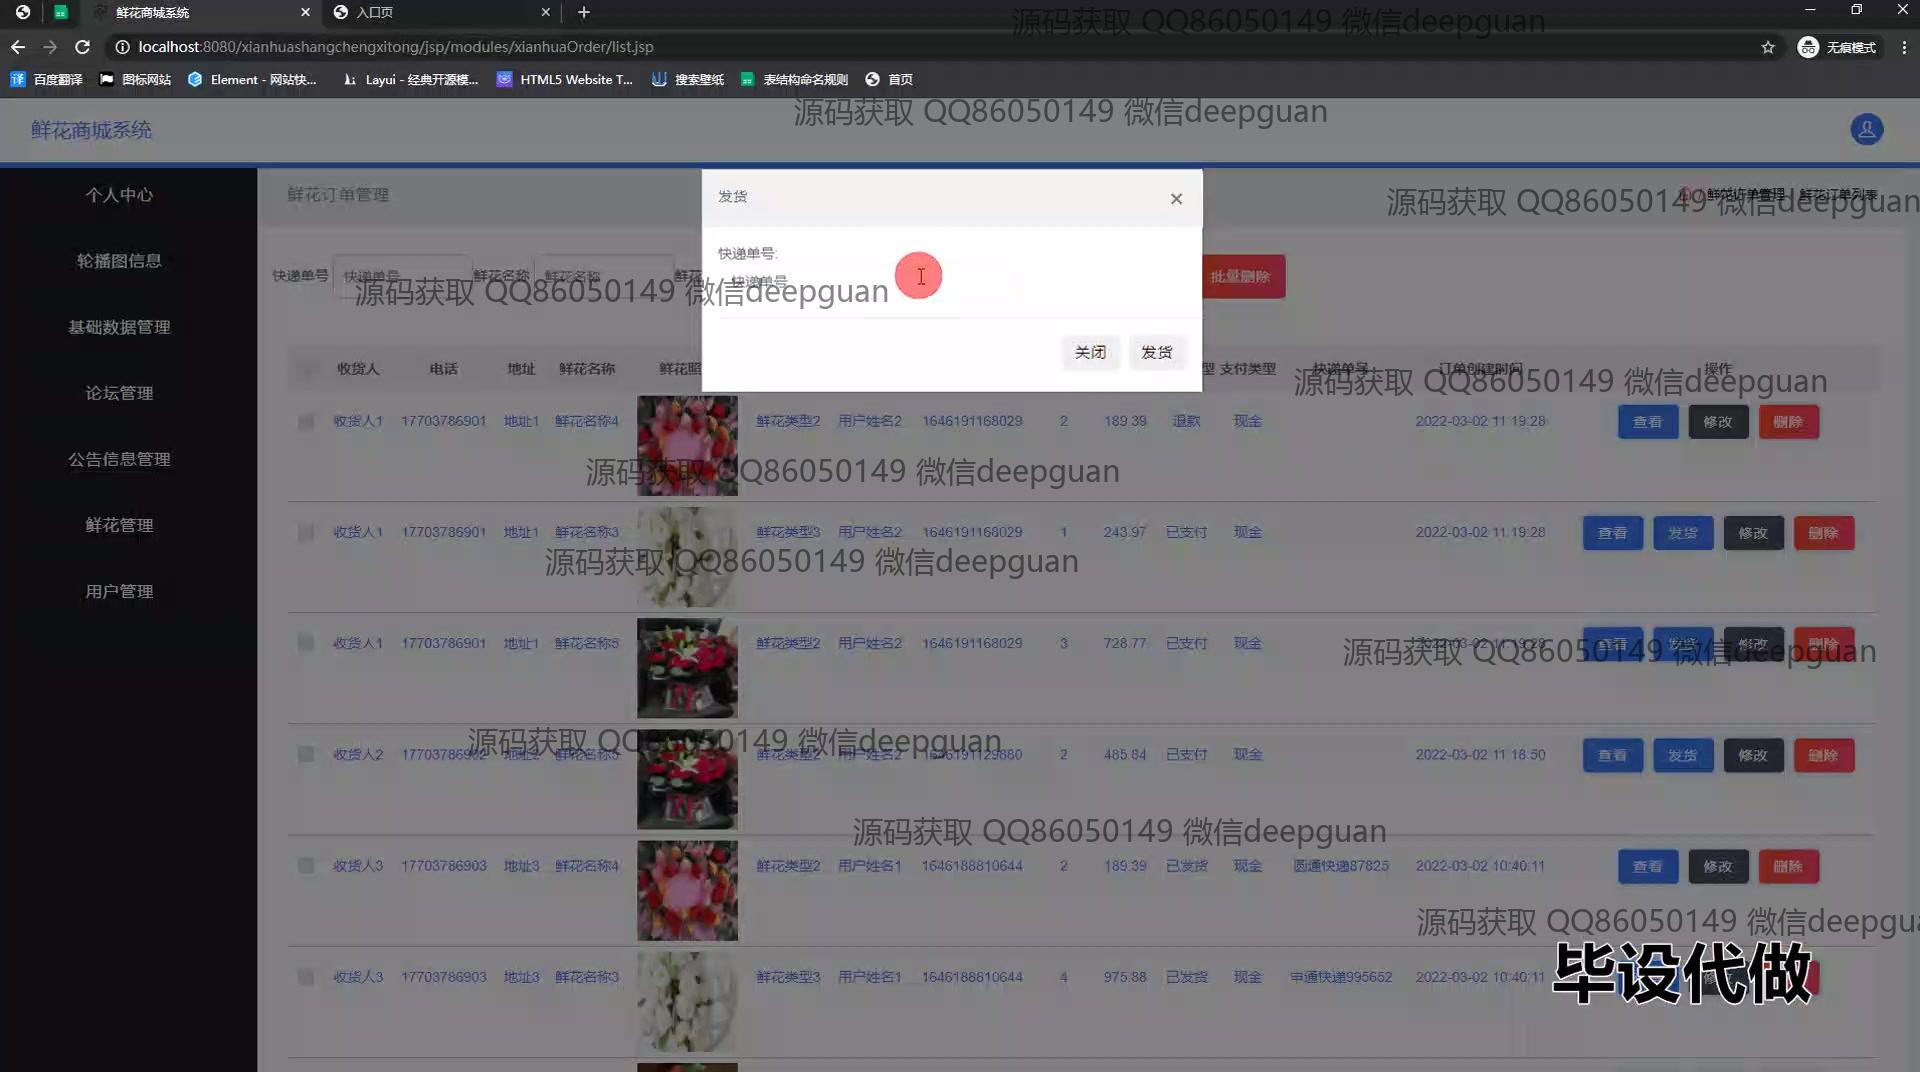 鲜花商城系统
入口页
localhost:8080/xianhuashangchengxitong/jsp/modules/xianhuaOrder/list.jsp
无痕模式
百度翻译 图标网站 Element - 网站快... Layui - 经典开源模... HTML5 Website T... 搜索壁纸 表结构命名规则 首页
源码获取 QQ86050149 微信deepguan
源码获取 QQ86050149 微信deepguan
鲜花商城系统
个人中心
轮播图信息
基础数据管理
论坛管理
公告信息管理
鲜花管理
用户管理
鲜花订单管理
鲜花订单管理 鲜花订单列表
源码获取 QQ86050149 微信deepguan
发货
快递单号:
快递单号
关闭 发货
快递单号 快递单号 鲜花名称 鲜花名称 鲜花
批量删除
源码获取 QQ86050149 微信deepguan
收货人 电话 地址 鲜花名称 鲜花照 型 支付类型 快递单号 订单创建时间 操作
源码获取 QQ86050149 微信deepguan
收货人1 17703786901 地址1 鲜花名称4 鲜花类型2 用户姓名2 1646191168029 2 189.39 退款 现金 2022-03-02 11:19:28 查看 修改 删除
源码获取 QQ86050149 微信deepguan
收货人1 17703786901 地址1 鲜花名称3 鲜花类型3 用户姓名2 1646191168029 1 243.97 已支付 现金 2022-03-02 11:19:28 查看 发货 修改 删除
源码获取 QQ86050149 微信deepguan
收货人1 17703786901 地址1 鲜花名称5 鲜花类型2 用户姓名2 1646191168029 3 728.77 已支付 现金 2022-03-02 11:19:28 查看 发货 修改 删除
源码获取 QQ86050149 微信deepguan
收货人2 17703786902 地址2 鲜花名称5 鲜花类型2 用户姓名2 1646191129880 2 485.84 已支付 现金 2022-03-02 11:18:50 查看 发货 修改 删除
源码获取 QQ86050149 微信deepguan
源码获取 QQ86050149 微信deepguan
收货人3 17703786903 地址3 鲜花名称4 鲜花类型2 用户姓名1 1646188810644 2 189.39 已发货 现金 圆通快递87825 2022-03-02 10:40:11 查看 修改 删除
源码获取 QQ86050149 微信deepgua
收货人3 17703786903 地址3 鲜花名称3 鲜花类型3 用户姓名1 1646188810644 4 975.88 已发货 现金 申通快递995652 2022-03-02 10:40:11
毕设代做